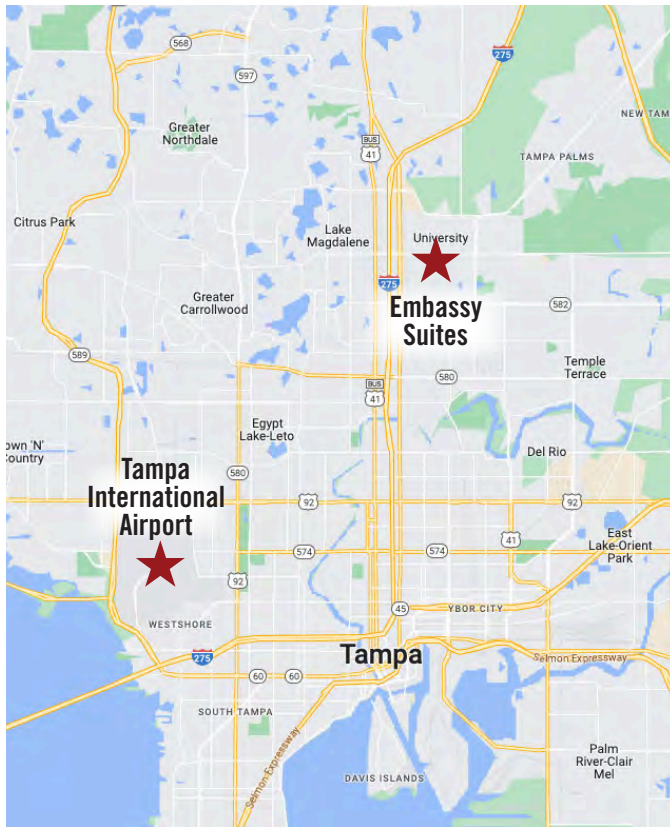 568
275
597
NEW TAM
Greater
Northdale
BUS
41
TAMPA PALMS
Citrus Park
Lake
Magdalene
University
275
Embassy
Suites
Greater
Carrollwood
582
589
Temple
Terrace
580
BUS
41
Egypt
Lake-Leto
own 'N'
Country
Del Rio
Tampa
International
Airport
580
92
92
41
East
Lake-Orient
Park
574
574
92
45
YBOR CITY
WESTSHORE
275
Tampa
Selmon Expressway
60
60
SOUTH TAMPA
Selmon Expressway
Palm
River-Clair
Mel
DAVIS ISLANDS